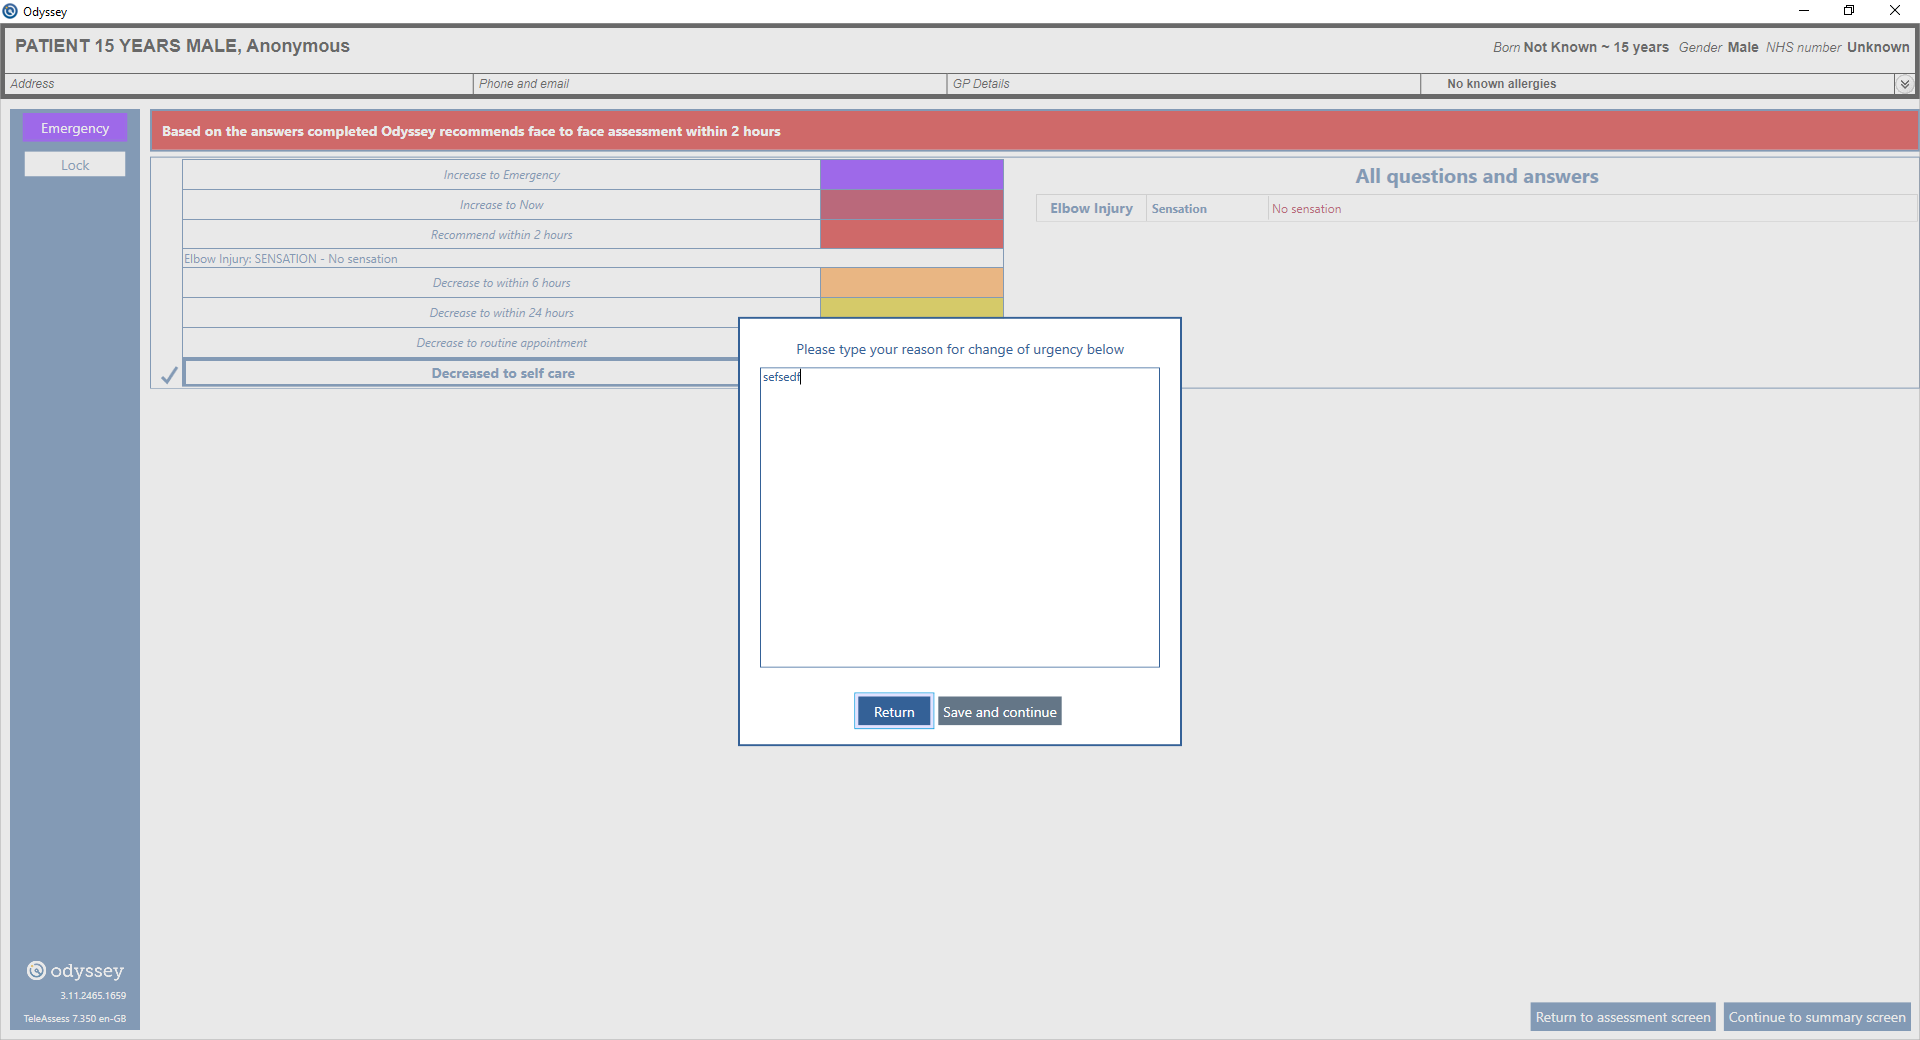 Odyssey
PATIENT 15 YEARS MALE, Anonymous
Born Not Known ~ 15 years Gender Male NHS number Unknown
Address
Phone and email
GP Details
No known allergies
Emergency
Lock
Based on the answers completed Odyssey recommends face to face assessment within 2 hours
Increase to Emergency
Increase to Now
Recommend within 2 hours
Elbow Injury: SENSATION - No sensation
Decrease to within 6 hours
Decrease to within 24 hours
Decrease to routine appointment
Decreased to self care
All questions and answers
Elbow Injury Sensation No sensation
Please type your reason for change of urgency below
sefsedf
Return
Save and continue
odyssey
3.11.2465.1659
TeleAssess 7.350 en-GB
Return to assessment screen
Continue to summary screen